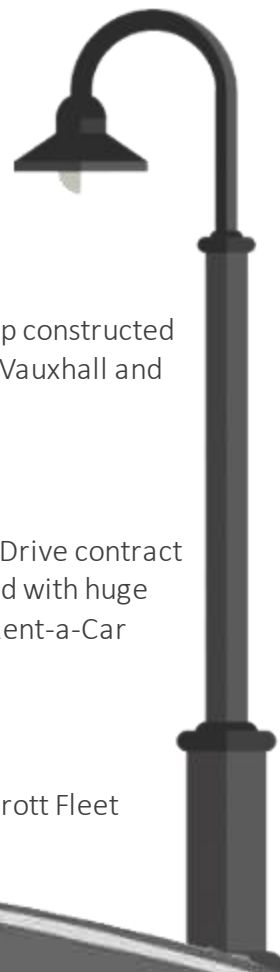 p constructed
Vauxhall and
Drive contract
d with huge
ent-a-Car
rott Fleet